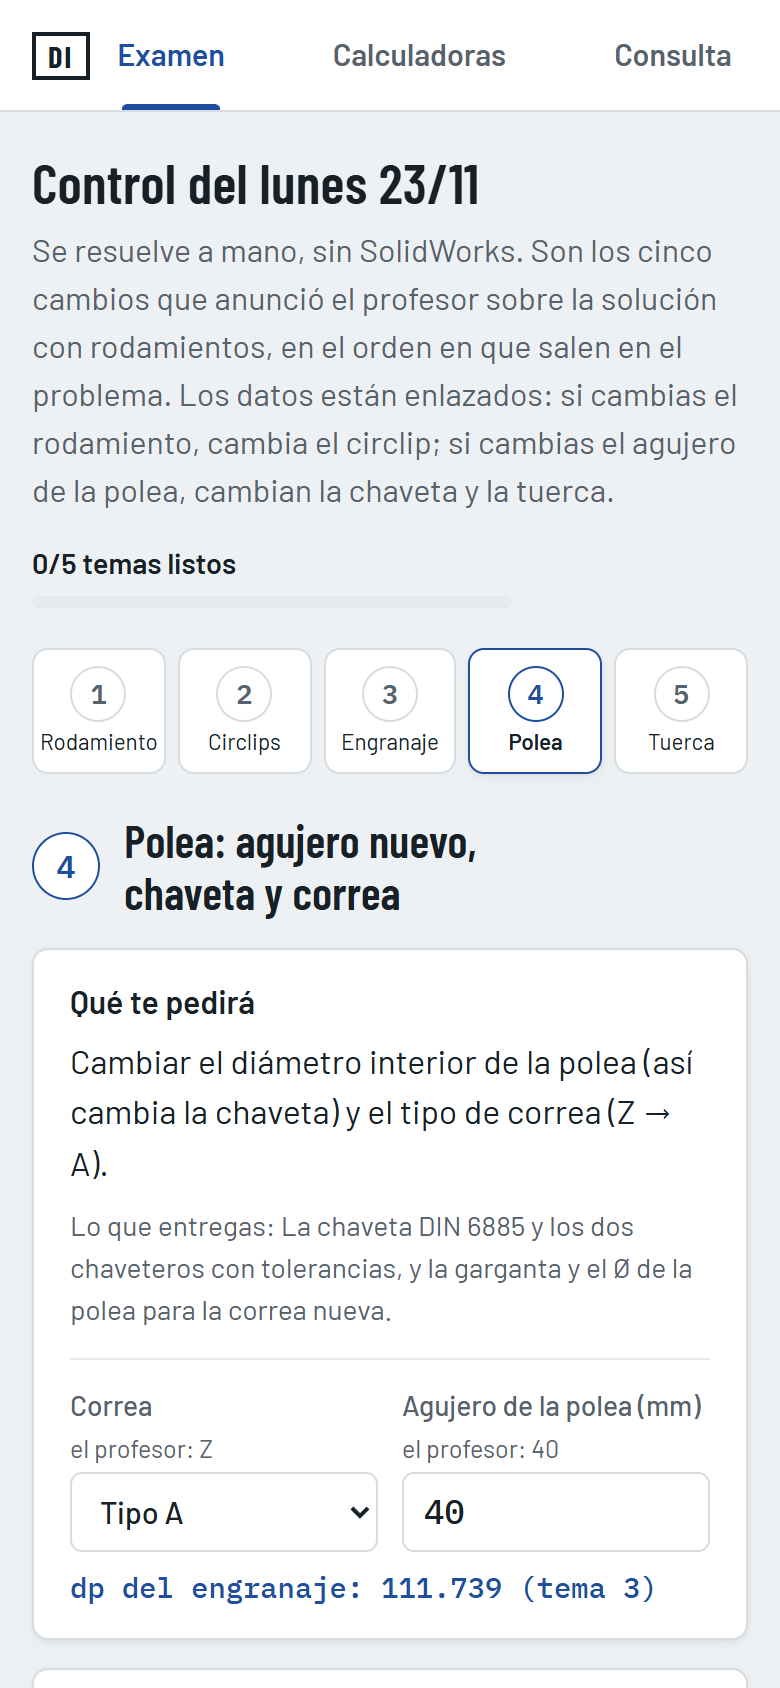 DI
Examen
Calculadoras
Consulta
Control del lunes 23/11
Se resuelve a mano, sin SolidWorks. Son los cinco
cambios que anunció el profesor sobre la solución
con rodamientos, en el orden en que salen en el
problema. Los datos están enlazados: si cambias el
rodamiento, cambia el circlip; si cambias el agujero
de la polea, cambian la chaveta y la tuerca.
0/5 temas listos
1
Rodamiento
2
Circlips
3
Engranaje
4
Polea
5
Tuerca
4
Polea: agujero nuevo,
chaveta y correa
Qué te pedirá
Cambiar el diámetro interior de la polea (así
cambia la chaveta) y el tipo de correa (Z →
A).
Lo que entregas: La chaveta DIN 6885 y los dos
chaveteros con tolerancias, y la garganta y el Ø de la
polea para la correa nueva.
Correa
el profesor: Z
Tipo A
Agujero de la polea (mm)
el profesor: 40
40
dp del engranaje: 111.739 (tema 3)